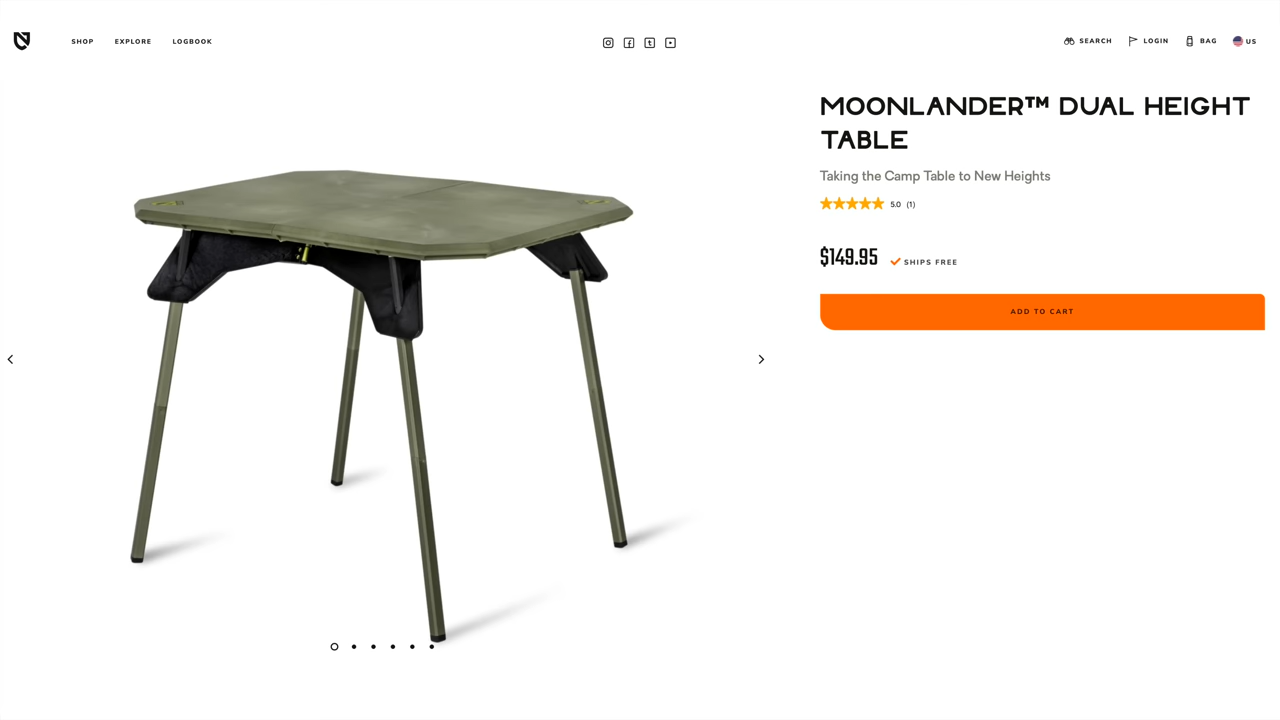 SHOP EXPLORE LOGBOOK SEARCH LOGIN BAG US
MOONLANDER™ DUAL HEIGHT
TABLE
Taking the Camp Table to New Heights
5.0 (1)
$149.95 SHIPS FREE
ADD TO CART